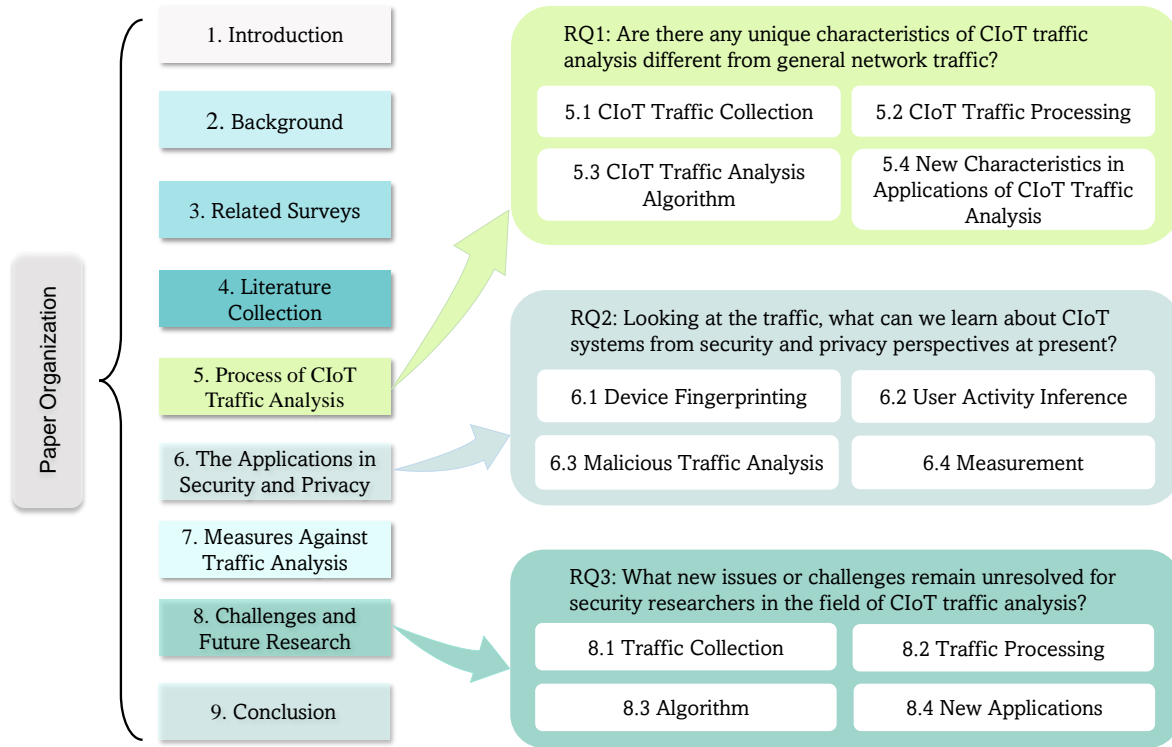 Paper Organization
1. Introduction
2. Background
3. Related Surveys
4. Literature
Collection
5. Process of CIoT
Traffic Analysis
6. The Applications in
Security and Privacy
7. Measures Against
Traffic Analysis
8. Challenges and
Future Research
9. Conclusion
RQ1: Are there any unique characteristics of CIoT traffic
analysis different from general network traffic?
5.1 CIoT Traffic Collection
5.2 CIoT Traffic Processing
5.3 CIoT Traffic Analysis
Algorithm
5.4 New Characteristics in
Applications of CIoT Traffic
Analysis
RQ2: Looking at the traffic, what can we learn about CIoT
systems from security and privacy perspectives at present?
6.1 Device Fingerprinting
6.2 User Activity Inference
6.3 Malicious Traffic Analysis
6.4 Measurement
RQ3: What new issues or challenges remain unresolved for
security researchers in the field of CIoT traffic analysis?
8.1 Traffic Collection
8.2 Traffic Processing
8.3 Algorithm
8.4 New Applications